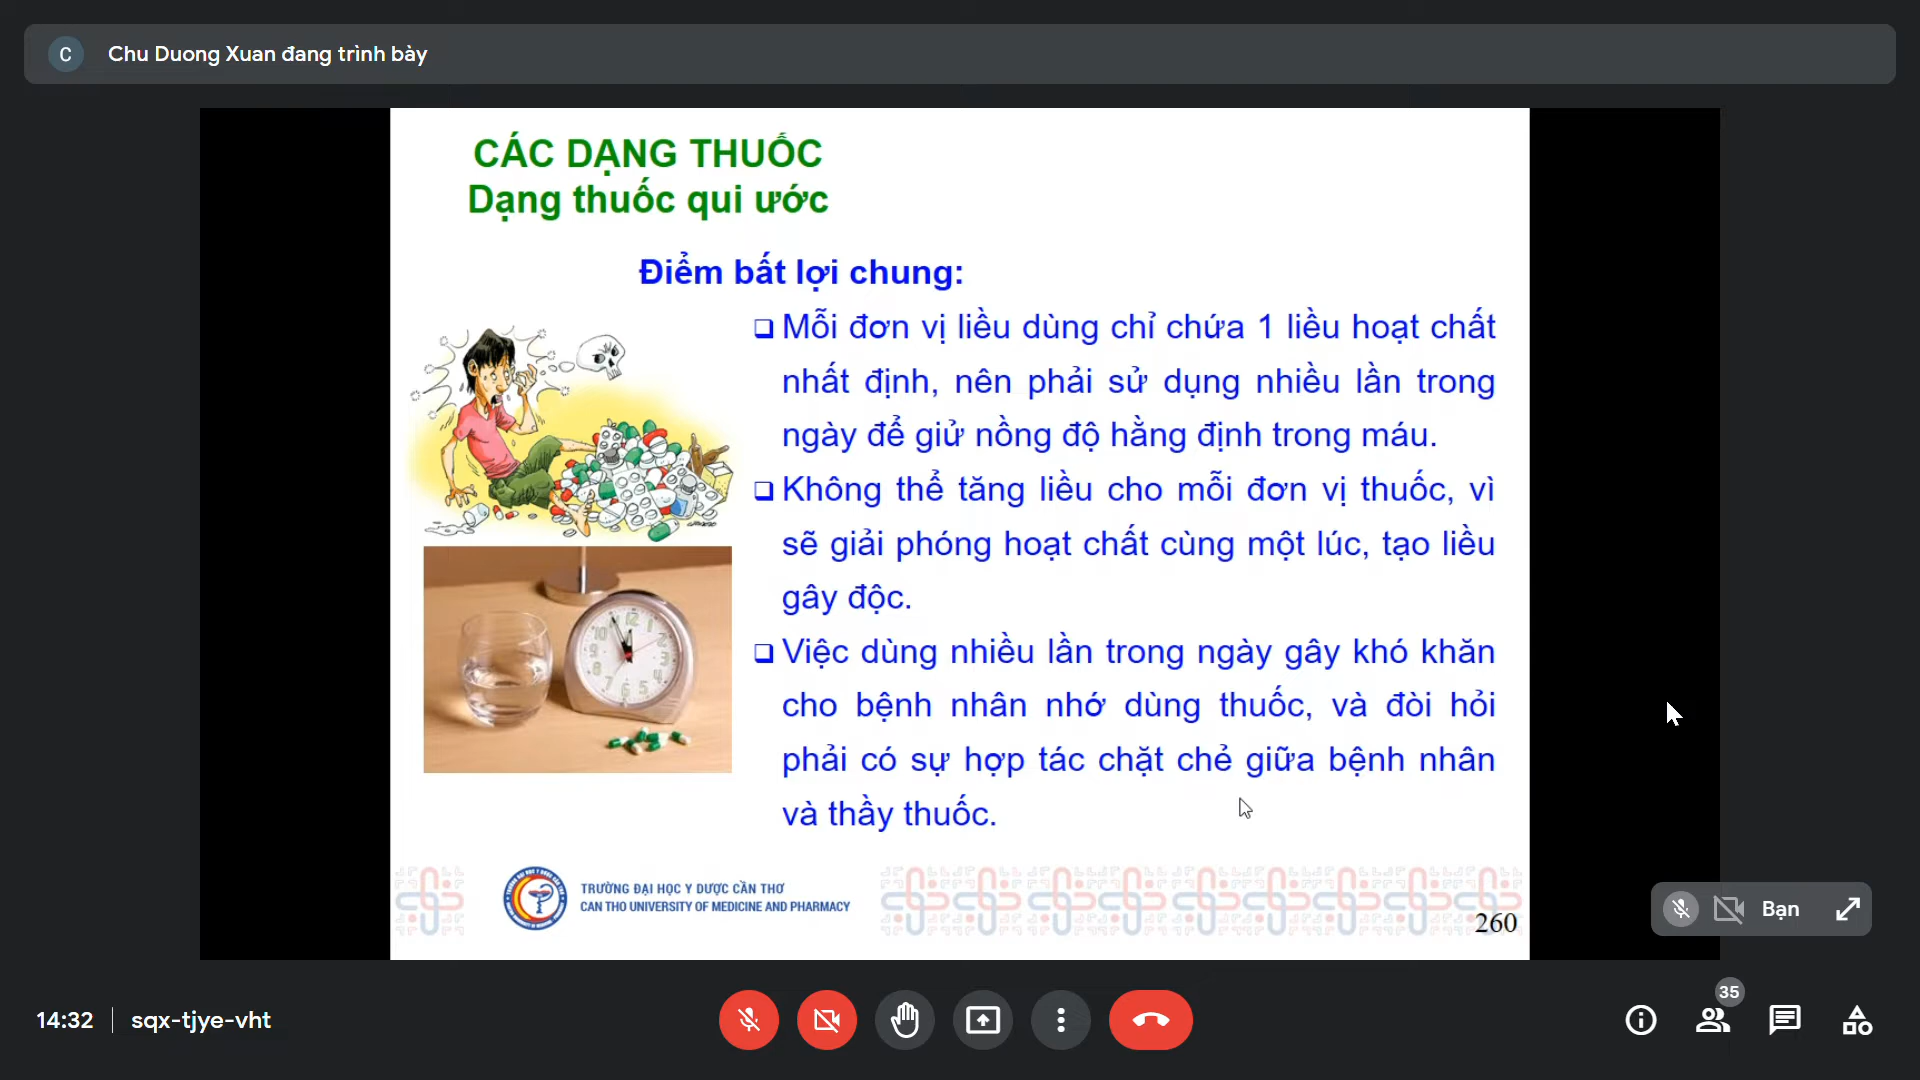 C
Chu Duong Xuan đang trình bày
CÁC DẠNG THUỐC
Dạng thuốc qui ước
Điểm bất lợi chung:
❑ Mỗi đơn vị liều dùng chỉ chứa 1 liều hoạt chất
nhất định, nên phải sử dụng nhiều lần trong
ngày để giử nồng độ hằng định trong máu.
❑ Không thể tăng liều cho mỗi đơn vị thuốc, vì
sẽ giải phóng hoạt chất cùng một lúc, tạo liều
gây độc.
❑ Việc dùng nhiều lần trong ngày gây khó khăn
cho bệnh nhân nhớ dùng thuốc, và đòi hỏi
phải có sự hợp tác chặt chẻ giữa bệnh nhân
và thầy thuốc.
TRƯỜNG ĐẠI HỌC Y DƯỢC CẦN THƠ
CAN THO UNIVERSITY OF MEDICINE AND PHARMACY
260
Bạn
14:32
sqx-tjye-vht
35